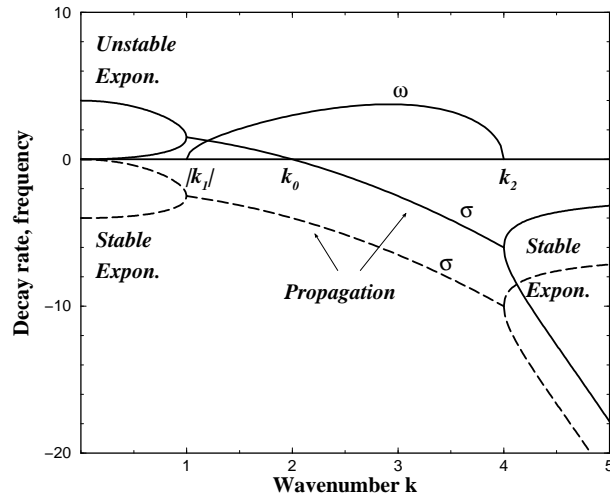 10
Unstable
Expon.
ω
0
|k₁|
k₀
k₂
Decay rate, frequency
Stable
Expon.
σ
σ
Stable
Expon.
Propagation
-10
-20
1
2
3
4
5
Wavenumber k